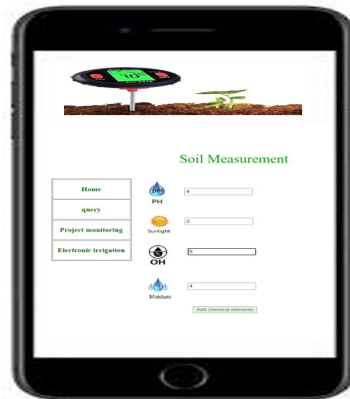 Soil Measurement
Home
query
Project monitoring
Electronic irrigation
PH
4
Sunlight
2
OH
6
Moisture
4
Add chemical elements